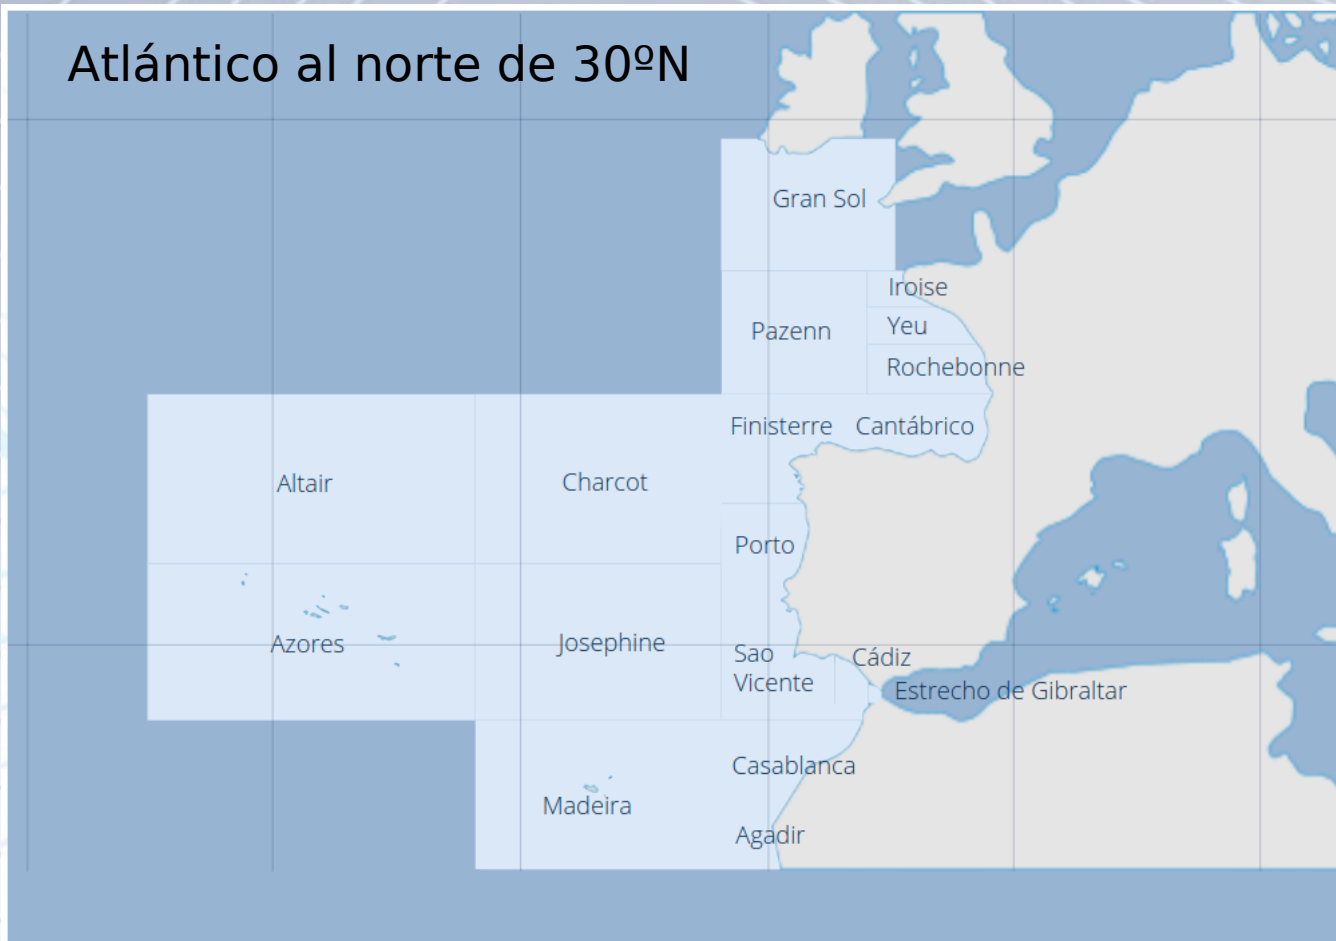 Atlántico al norte de 30ºN
Gran Sol
Iroise
Yeu
Pazenn
Rochebonne
Finisterre
Cantábrico
Altair
Charcot
Porto
Azores
Josephine
Sao
Vicente
Cádiz
Estrecho de Gibraltar
Casablanca
Madeira
Agadir